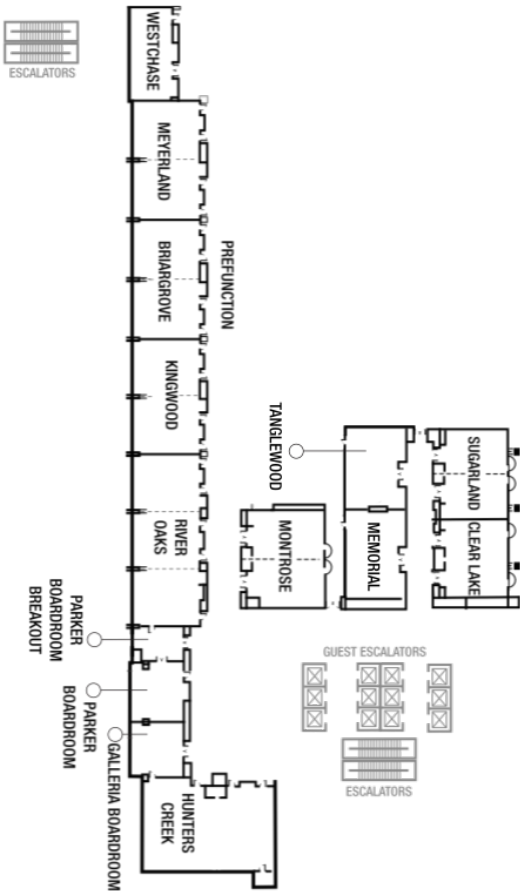 ESCALATORS
WESTCHASE
MEYERLAND
BRIARGROVE
PREFUNCTION
KINGWOOD
RIVER
OAKS
TANGLEWOOD
SUGARLAND
CLEAR LAKE
MEMORIAL
MONTROSE
PARKER
BOARDROOM
BREAKOUT
PARKER
BOARDROOM
GALLERIA BOARDROOM
HUNTERS
CREEK
GUEST ESCALATORS
ESCALATORS